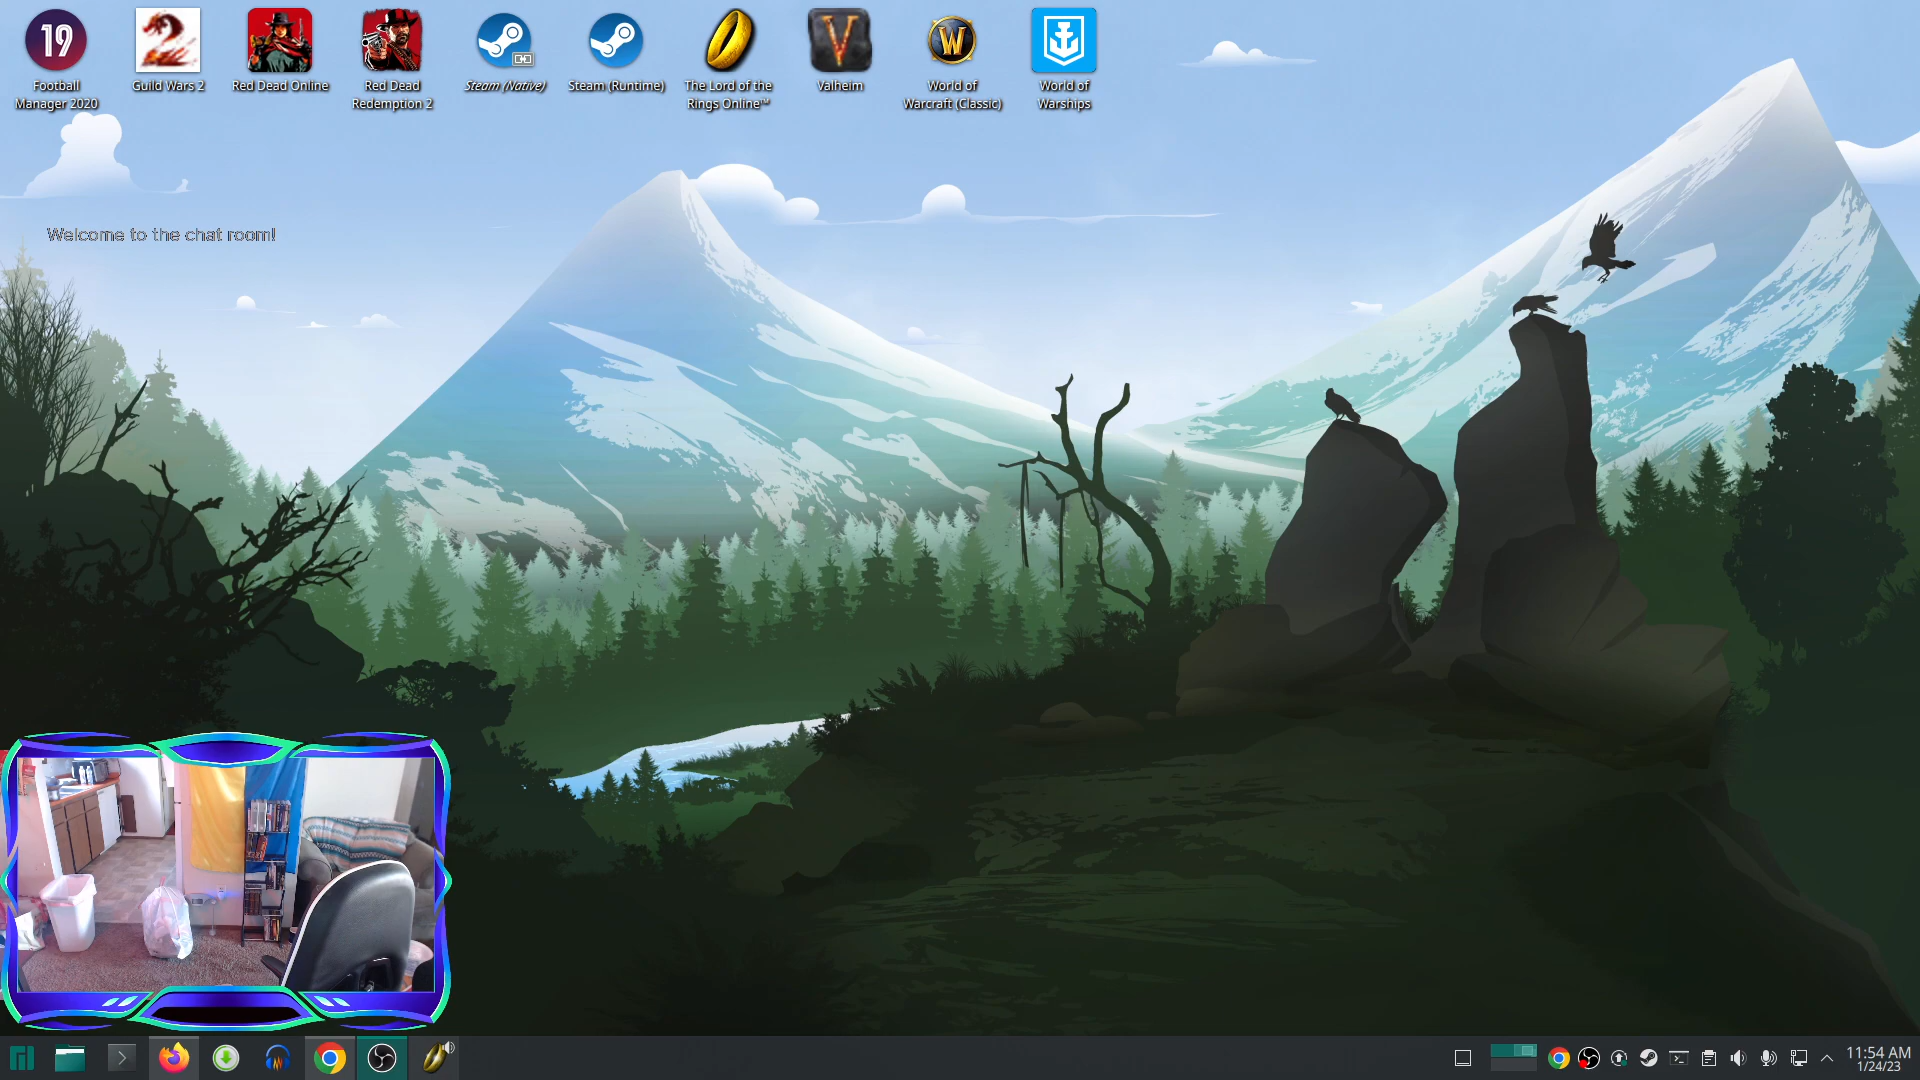 19
Football
Manager 2020
2
Guild Wars 2
Red Dead Online
Red Dead
Redemption 2
Steam (Native)
Steam (Runtime)
The Lord of the
Rings Online™
V
Valheim
W
World of
Warcraft (Classic)
World of
Warships
Welcome to the chat room!
11:54 AM
1/24/23